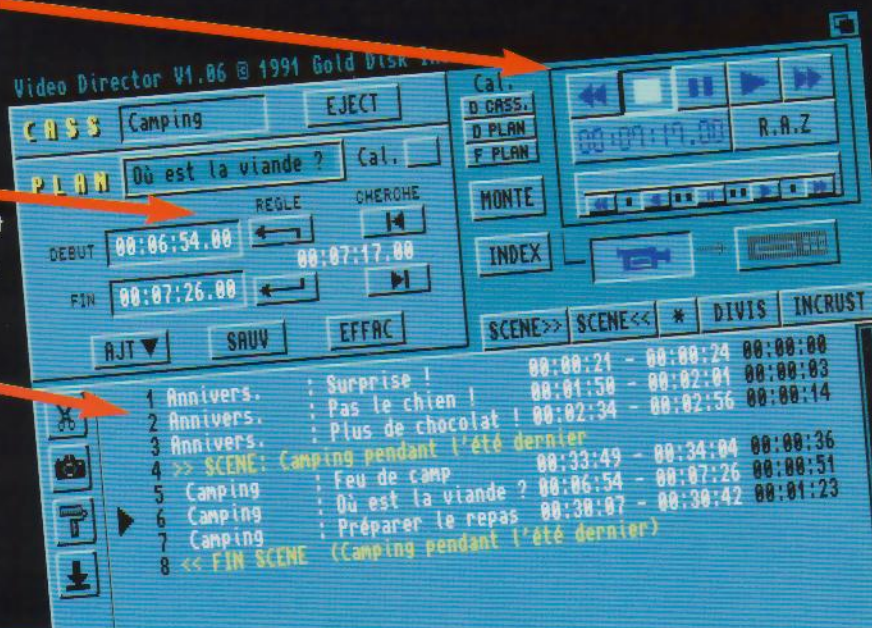 Video Director V1.06 © 1991 Gold Disk
CASS Camping EJECT
PLAN Où est la viande ? Cal.
REGLE CHERCHE
DEBUT 00:06:54.00
00:07:17.00
FIN 00:07:26.00
AJT SAUV EFFAC
Cal.
D CASS.
D PLAN
F PLAN
MONTE
INDEX
00:07:17.00 R.A.Z
SCENE>> SCENE<< * DIVIS INCRUST
1 Annivers. : Surprise ! 00:00:21 - 00:00:24 00:00:00
2 Annivers. : Pas le chien ! 00:01:50 - 00:02:01 00:00:03
3 Annivers. : Plus de chocolat ! 00:02:34 - 00:02:56 00:00:14
4 >> SCENE: Camping pendant l'été dernier
5 Camping : Feu de camp 00:33:49 - 00:34:04 00:00:36
6 Camping : Où est la viande ? 00:06:54 - 00:07:26 00:00:51
7 Camping : Préparer le repas 00:30:07 - 00:30:42 00:01:23
8 << FIN SCENE (Camping pendant l'été dernier)